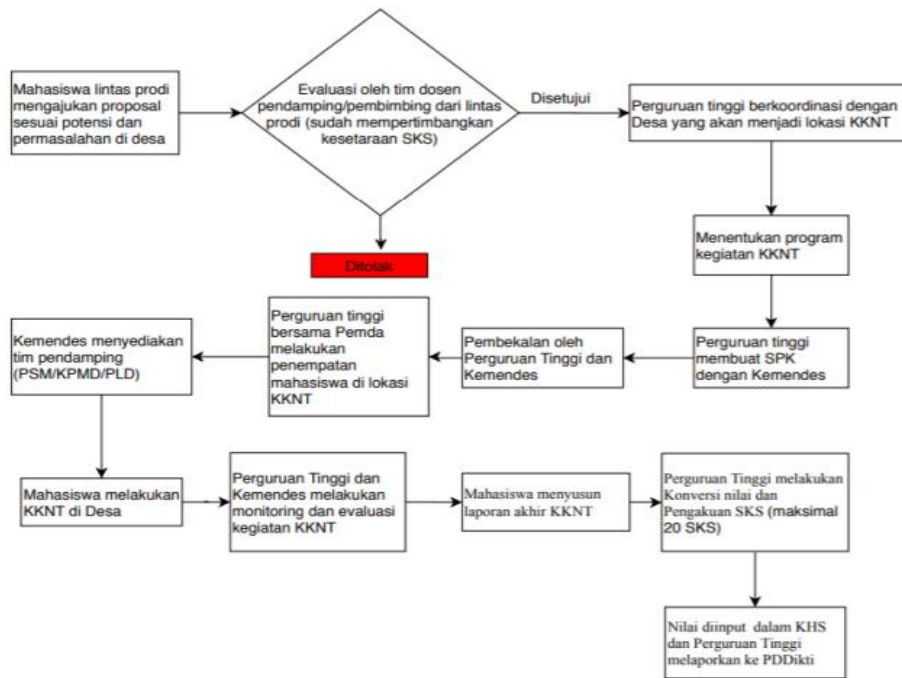 Mahasiswa lintas prodi
mengajukan proposal
sesuai potensi dan
permasalahan di desa
Evaluasi oleh tim dosen
pendamping/pembimbing dari lintas
prodi (sudah mempertimbangkan
kesetaraan SKS)
Disetujui
Perguruan tinggi berkoordinasi dengan
Desa yang akan menjadi lokasi KKNT
Ditolak
Menentukan program
kegiatan KKNT
Perguruan tinggi
membuat SPK
dengan Kemendes
Pembekalan oleh
Perguruan Tinggi dan
Kemendes
Perguruan tinggi
bersama Pemda
melakukan
penempatan
mahasiswa di lokasi
KKNT
Kemendes menyediakan
tim pendamping
(PSM/KPMD/PLD)
Mahasiswa melakukan
KKNT di Desa
Perguruan Tinggi dan
Kemendes melakukan
monitoring dan evaluasi
kegiatan KKNT
Mahasiswa menyusun
laporan akhir KKNT
Perguruan Tinggi melakukan
Konversi nilai dan
Pengakuan SKS (maksimal
20 SKS)
Nilai diinput dalam KHS
dan Perguruan Tinggi
melaporkan ke PDDikti